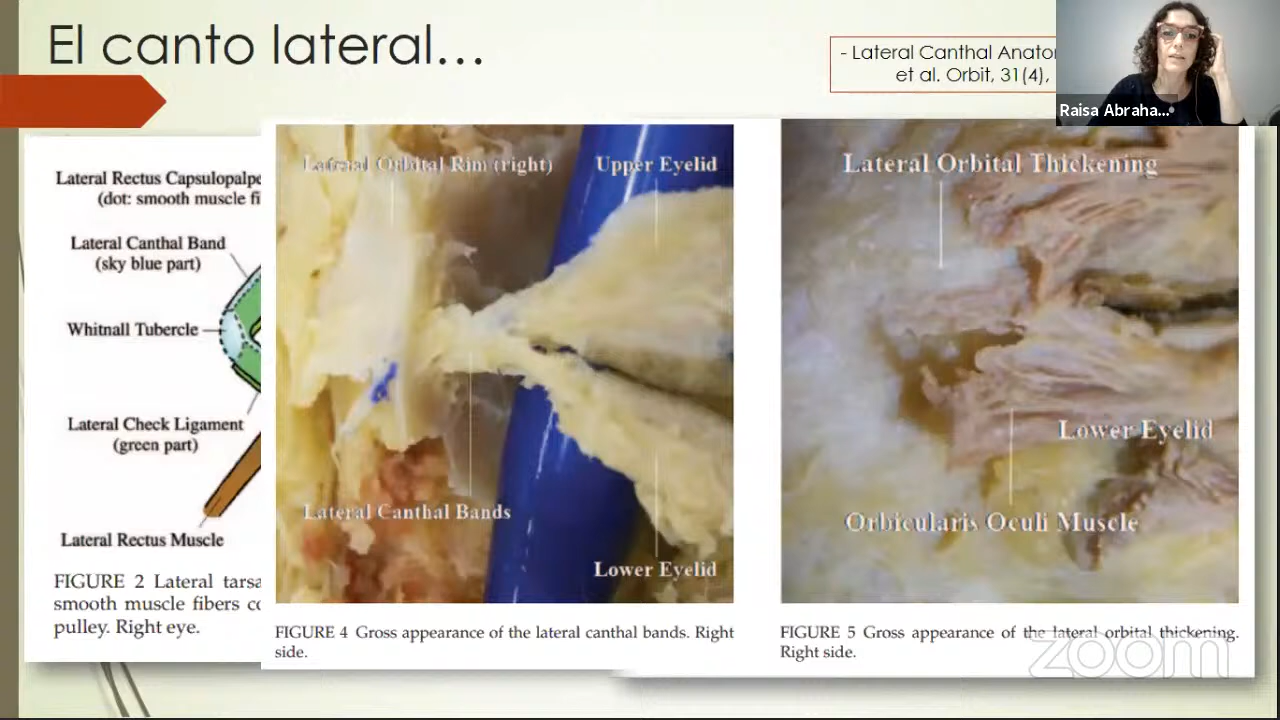 El canto lateral...
- Lateral Canthal Anato
et al. Orbit, 31(4),
Raisa Abraha...
Lateral Rectus Capsulopalpe
(dot: smooth muscle fi
Lateral Canthal Band
(sky blue part)
Whitnall Tubercle
Lateral Check Ligament
(green part)
Lateral Rectus Muscle
FIGURE 2 Lateral tarsa
smooth muscle fibers co
pulley. Right eye.
Lateral Orbital Rim (right)
Upper Eyelid
Lateral Canthal Bands
Lower Eyelid
FIGURE 4 Gross appearance of the lateral canthal bands. Right
side.
Lateral Orbital Thickening
Lower Eyelid
Orbicularis Oculi Muscle
FIGURE 5 Gross appearance of the lateral orbital thickening.
Right side.
zoom